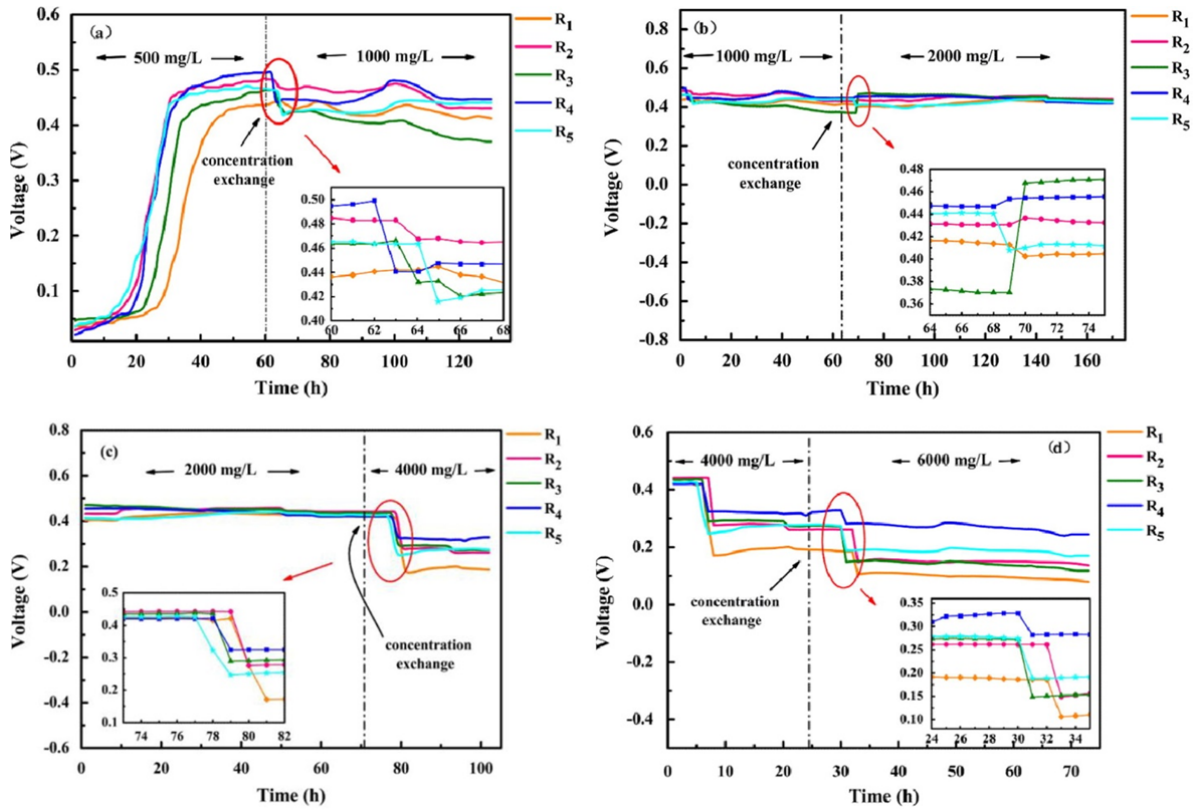 (a)
500 mg/L
1000 mg/L
concentration
exchange
0.50
0.48
0.46
0.44
0.42
0.40
60 62 64 66 68
0.6
0.5
0.4
0.3
0.2
0.1
0 20 40 60 80 100 120
Voltage (V)
Time (h)
R1
R2
R3
R4
R5
(b)
1000 mg/L
2000 mg/L
concentration
exchange
0.48
0.44
0.40
0.36
64 66 68 70 72 74
0.8
0.6
0.4
0.2
0.0
-0.2
-0.4
-0.6
-0.8
0 20 40 60 80 100 120 140 160
Voltage (V)
Time (h)
R1
R2
R3
R4
R5
(c)
2000 mg/L
4000 mg/L
concentration
exchange
0.5
0.4
0.3
0.2
0.1
74 76 78 80 82
0.8
0.6
0.4
0.2
0.0
-0.2
-0.4
-0.6
0 20 40 60 80 100
Voltage (V)
Time (h)
R1
R2
R3
R4
R5
(d)
4000 mg/L
6000 mg/L
concentration
exchange
0.35
0.30
0.25
0.20
0.15
0.10
24 26 28 30 32 34
0.6
0.4
0.2
0.0
-0.2
-0.4
0 10 20 30 40 50 60 70
Voltage (V)
Time (h)
R1
R2
R3
R4
R5